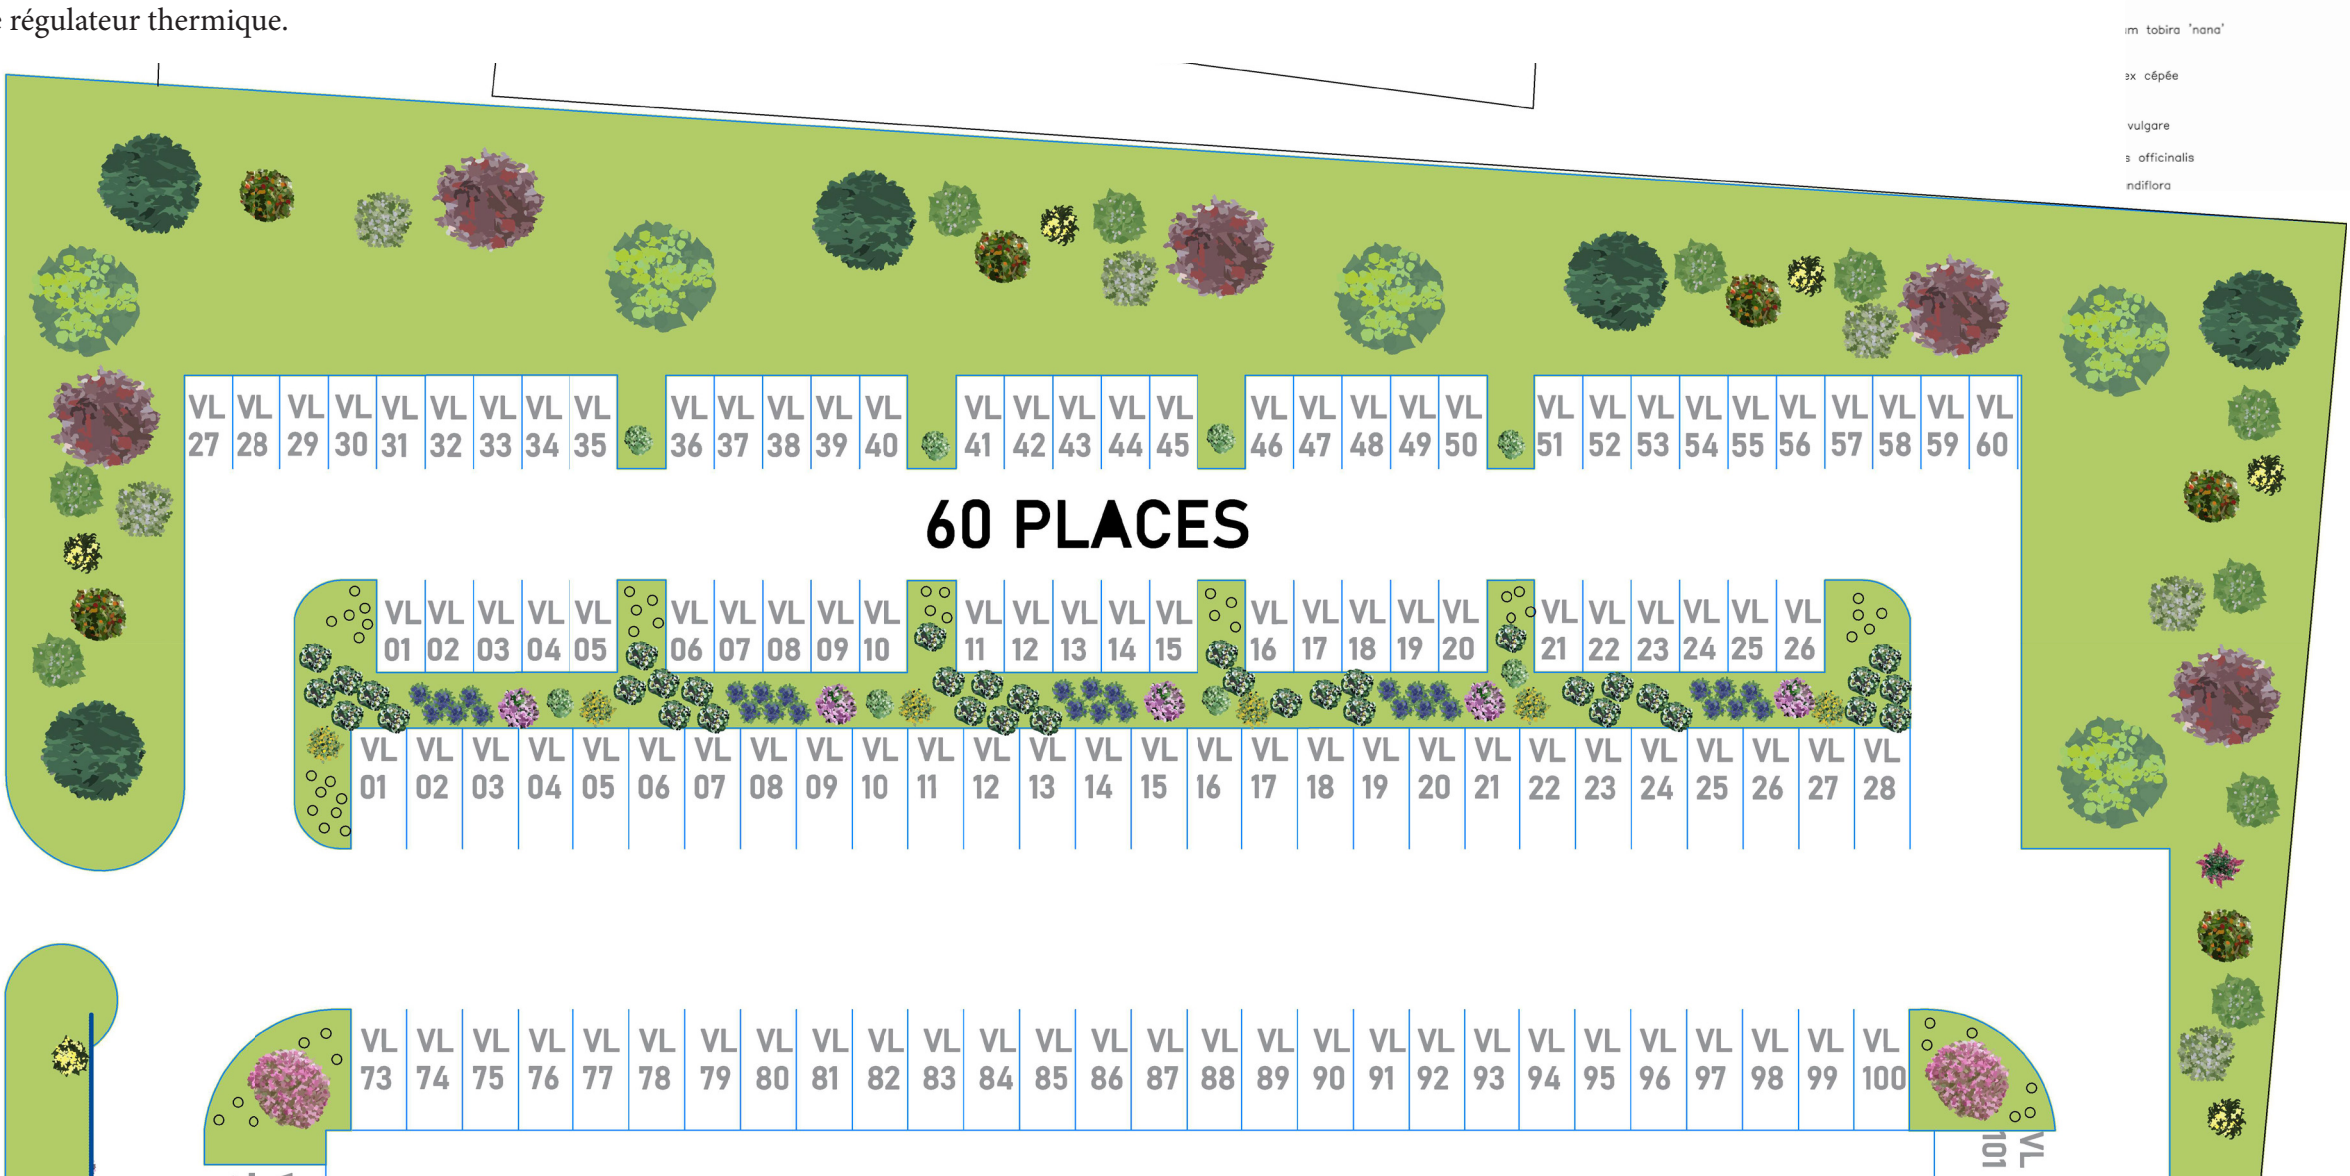 régulateur thermique.
tobira 'nana'
cépée
vulgare
officinalis
VL VL VL VL VL VL VL VL VL VL VL VL VL VL VL VL VL VL VL VL VL VL VL VL VL VL VL VL VL VL VL VL VL VL
27 28 29 30 31 32 33 34 35 36 37 38 39 40 41 42 43 44 45 46 47 48 49 50 51 52 53 54 55 56 57 58 59 60
60 PLACES
VL VL VL VL VL VL VL VL VL VL VL VL VL VL VL VL VL VL VL VL VL VL VL VL VL VL
01 02 03 04 05 06 07 08 09 10 11 12 13 14 15 16 17 18 19 20 21 22 23 24 25 26
VL VL VL VL VL VL VL VL VL VL VL VL VL VL VL VL VL VL VL VL VL VL VL VL VL VL VL VL
01 02 03 04 05 06 07 08 09 10 11 12 13 14 15 16 17 18 19 20 21 22 23 24 25 26 27 28
VL VL VL VL VL VL VL VL VL VL VL VL VL VL VL VL VL VL VL VL VL VL VL VL VL VL VL VL
73 74 75 76 77 78 79 80 81 82 83 84 85 86 87 88 89 90 91 92 93 94 95 96 97 98 99 100
VL
101